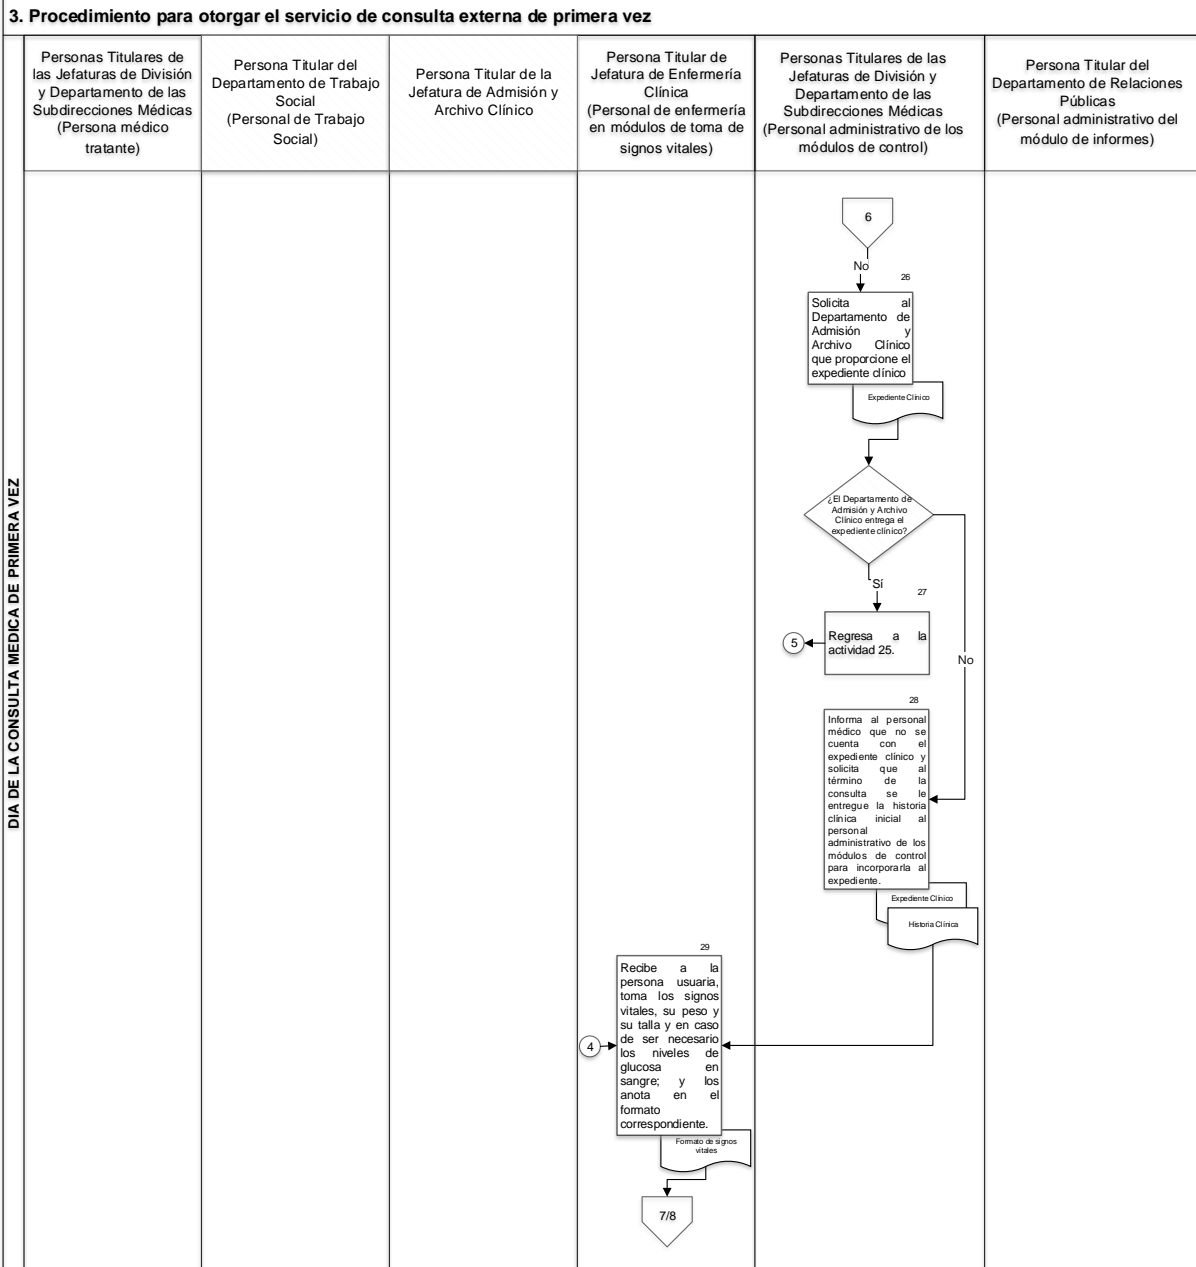 3. Procedimiento para otorgar el servicio de consulta externa de primera vez
Personas Titulares de
las Jefaturas de División
y Departamento de las
Subdirecciones Médicas
(Persona médico
tratante)
Persona Titular del
Departamento de Trabajo
Social
(Personal de Trabajo
Social)
Persona Titular de la
Jefatura de Admisión y
Archivo Clínico
Persona Titular de
Jefatura de Enfermería
Clínica
(Personal de enfermería
en módulos de toma de
signos vitales)
Personas Titulares de las
Jefaturas de División y
Departamento de las
Subdirecciones Médicas
(Personal administrativo de los
módulos de control)
Persona Titular del
Departamento de Relaciones
Públicas
(Personal administrativo del
módulo de informes)
DIA DE LA CONSULTA MEDICA DE PRIMERA VEZ
6
No
26
Solicita al
Departamento de
Admisión y
Archivo Clínico
que proporcione el
expediente clínico
Expediente Clínico
¿El Departamento de
Admisión y Archivo
Clínico entrega el
expediente clínico?
Sí
27
Regresa a la
actividad 25.
5
No
28
Informa al personal
médico que no se
cuenta con el
expediente clínico y
solicita que al
término de la
consulta se le
entregue la historia
clínica inicial al
personal
administrativo de los
módulos de control
para incorporarla al
expediente.
Expediente Clínico
Historia Clínica
29
Recibe a la
persona usuaria,
toma los signos
vitales, su peso y
su talla y en caso
de ser necesario
los niveles de
glucosa en
sangre; y los
anota en el
formato
correspondiente.
4
Formato de signos
vitales
7/8